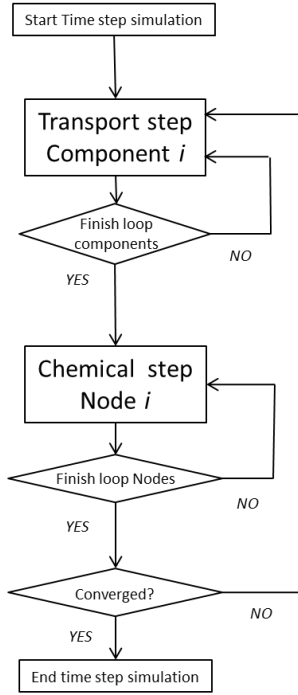 Start Time step simulation
Transport step
Component i
Finish loop
components
NO
YES
Chemical step
Node i
Finish loop Nodes
NO
YES
Converged?
NO
YES
End time step simulation